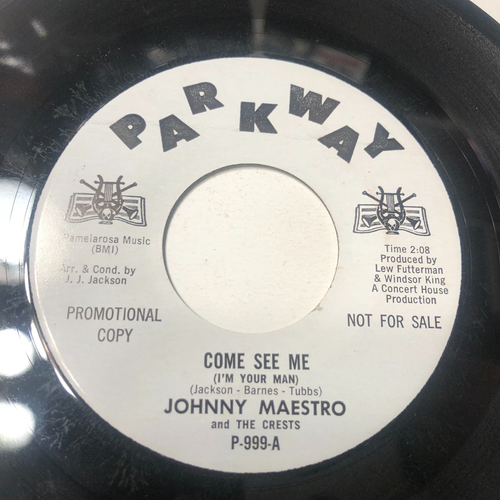 PARKWAY
Pamelarosa Music
(BMI)
Arr. & Cond. by
J. J. Jackson
PROMOTIONAL
COPY
Time 2:08
Produced by
Lew Futterman
& Windsor King
A Concert House
Production
NOT FOR SALE
COME SEE ME
(I'M YOUR MAN)
(Jackson - Barnes - Tubbs)
JOHNNY MAESTRO
and THE CRESTS
P-999-A